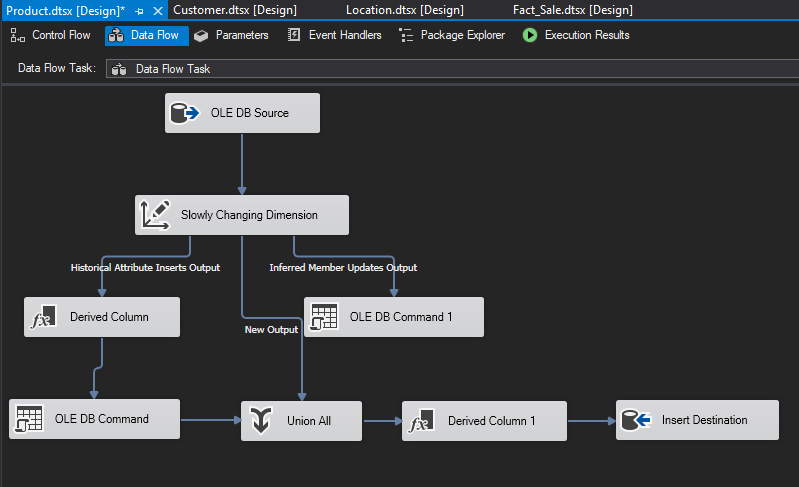 Product.dtsx [Design]* Customer.dtsx [Design] Location.dtsx [Design] Fact_Sale.dtsx [Design]
Control Flow Data Flow Parameters Event Handlers Package Explorer Execution Results
Data Flow Task: Data Flow Task
OLE DB Source
Slowly Changing Dimension
Historical Attribute Inserts Output Inferred Member Updates Output
Derived Column OLE DB Command 1
New Output
OLE DB Command Union All Derived Column 1 Insert Destination